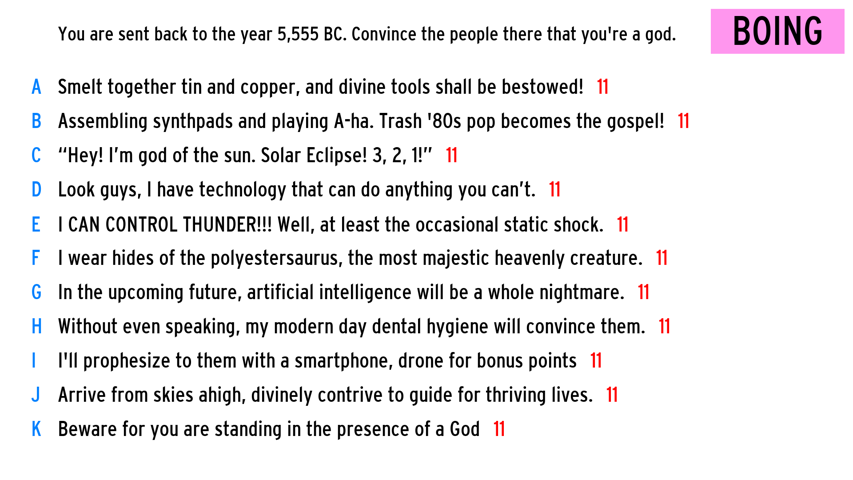 You are sent back to the year 5,555 BC. Convince the people there that you're a god.
BOING
A Smelt together tin and copper, and divine tools shall be bestowed! 11
B Assembling synthpads and playing A-ha. Trash '80s pop becomes the gospel! 11
C “Hey! I’m god of the sun. Solar Eclipse! 3, 2, 1!” 11
D Look guys, I have technology that can do anything you can’t. 11
E I CAN CONTROL THUNDER!!! Well, at least the occasional static shock. 11
F I wear hides of the polyestersaurus, the most majestic heavenly creature. 11
G In the upcoming future, artificial intelligence will be a whole nightmare. 11
H Without even speaking, my modern day dental hygiene will convince them. 11
I I'll prophesize to them with a smartphone, drone for bonus points 11
J Arrive from skies ahigh, divinely contrive to guide for thriving lives. 11
K Beware for you are standing in the presence of a God 11